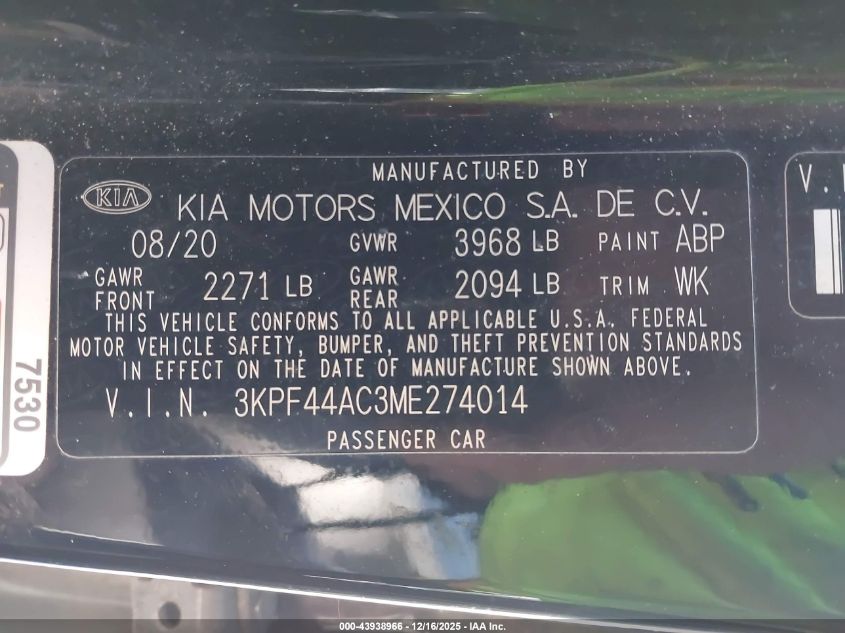 MANUFACTURED BY
KIA KIA MOTORS MEXICO S.A. DE C.V.
08/20 GVWR 3968 LB PAINT ABP
GAWR FRONT 2271 LB GAWR REAR 2094 LB TRIM WK
THIS VEHICLE CONFORMS TO ALL APPLICABLE U.S.A. FEDERAL
MOTOR VEHICLE SAFETY, BUMPER, AND THEFT PREVENTION STANDARDS
IN EFFECT ON THE DATE OF MANUFACTURE SHOWN ABOVE.
V.I.N. 3KPF44AC3ME274014
PASSENGER CAR
7530
V.
000-43938966 - 12/16/2025 - IAA Inc.